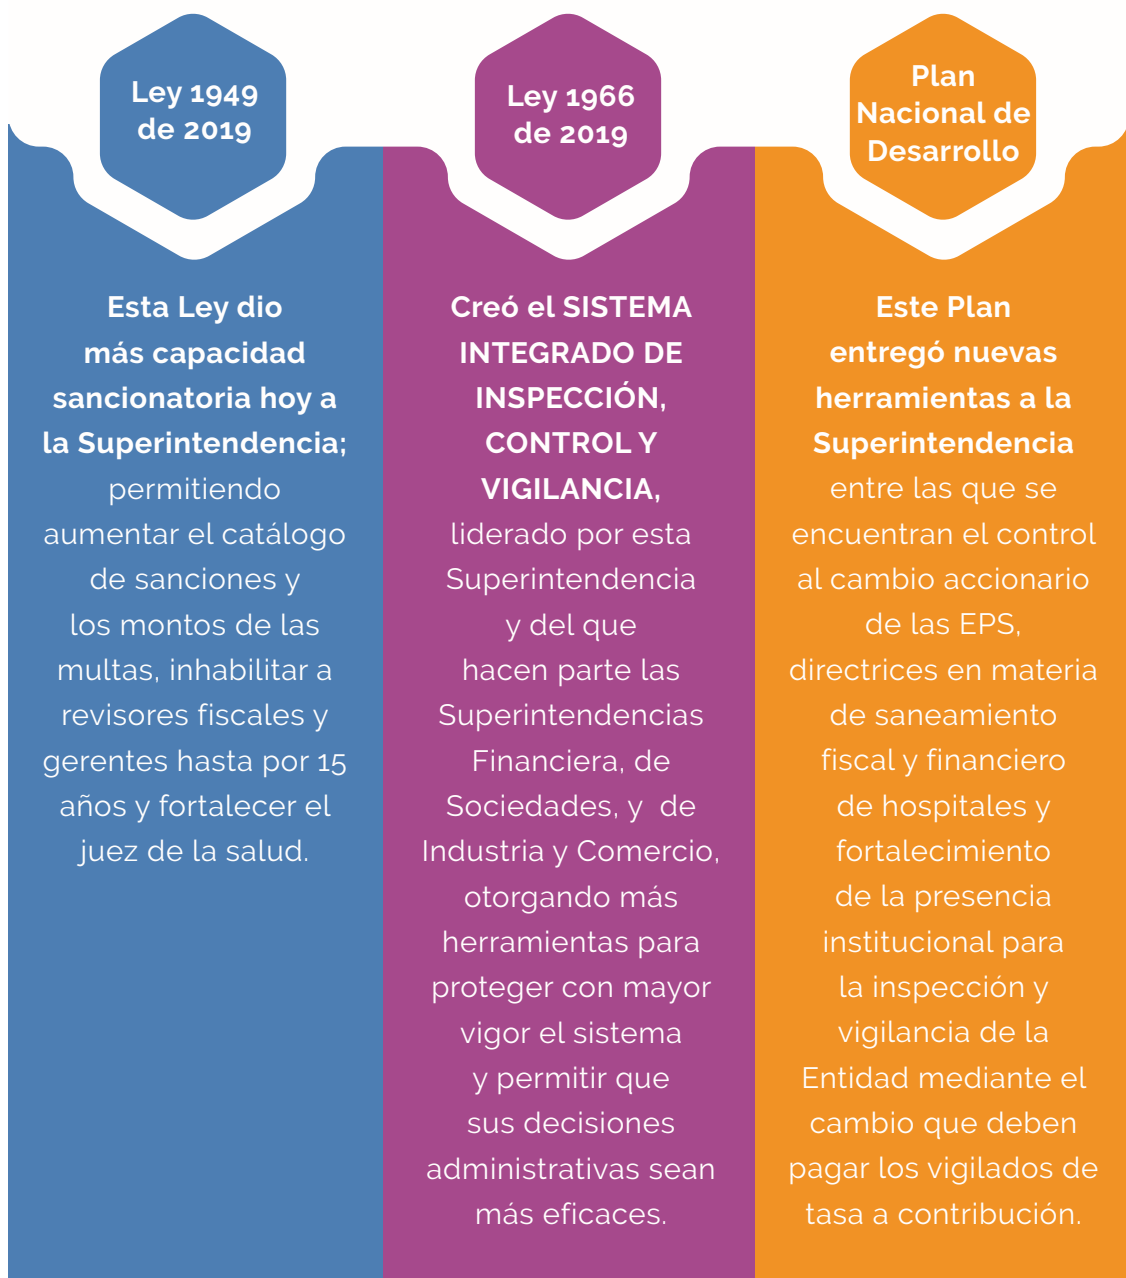 Ley 1949
de 2019
Esta Ley dio
más capacidad
sancionatoria hoy a
la Superintendencia;
permitiendo
aumentar el catálogo
de sanciones y
los montos de las
multas, inhabilitar a
revisores fiscales y
gerentes hasta por 15
años y fortalecer el
juez de la salud.
Ley 1966
de 2019
Creó el SISTEMA
INTEGRADO DE
INSPECCIÓN,
CONTROL Y
VIGILANCIA,
liderado por esta
Superintendencia
y del que
hacen parte las
Superintendencias
Financiera, de
Sociedades, y de
Industria y Comercio,
otorgando más
herramientas para
proteger con mayor
vigor el sistema
y permitir que
sus decisiones
administrativas sean
más eficaces.
Plan
Nacional de
Desarrollo
Este Plan
entregó nuevas
herramientas a la
Superintendencia
entre las que se
encuentran el control
al cambio accionario
de las EPS,
directrices en materia
de saneamiento
fiscal y financiero
de hospitales y
fortalecimiento
de la presencia
institucional para
la inspección y
vigilancia de la
Entidad mediante el
cambio que deben
pagar los vigilados de
tasa a contribución.